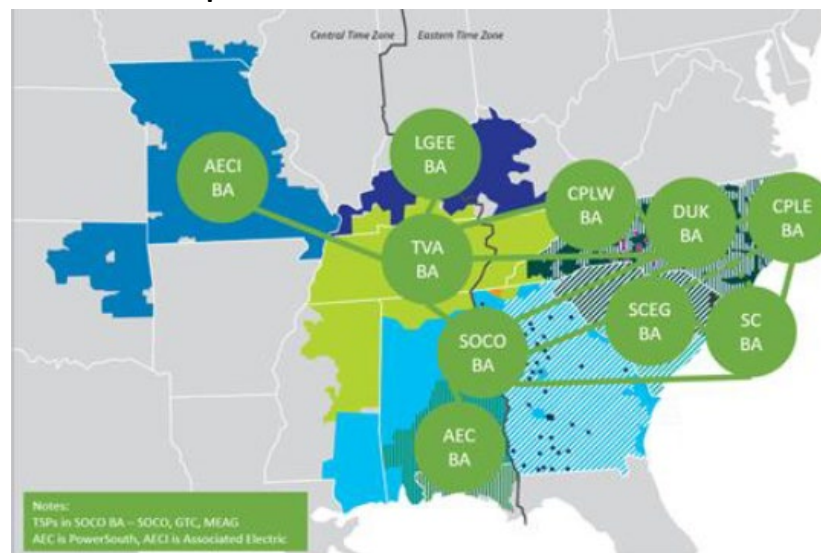 Central Time Zone
Eastern Time Zone
LGEE
BA
AECI
BA
CPLW
BA
DUK
BA
CPLE
BA
TVA
BA
SCEG
BA
SC
BA
SOCO
BA
AEC
BA
Notes:
TSPs in SOCO BA – SOCO, GTC, MEAG
AEC is PowerSouth, AECI is Associated Electric